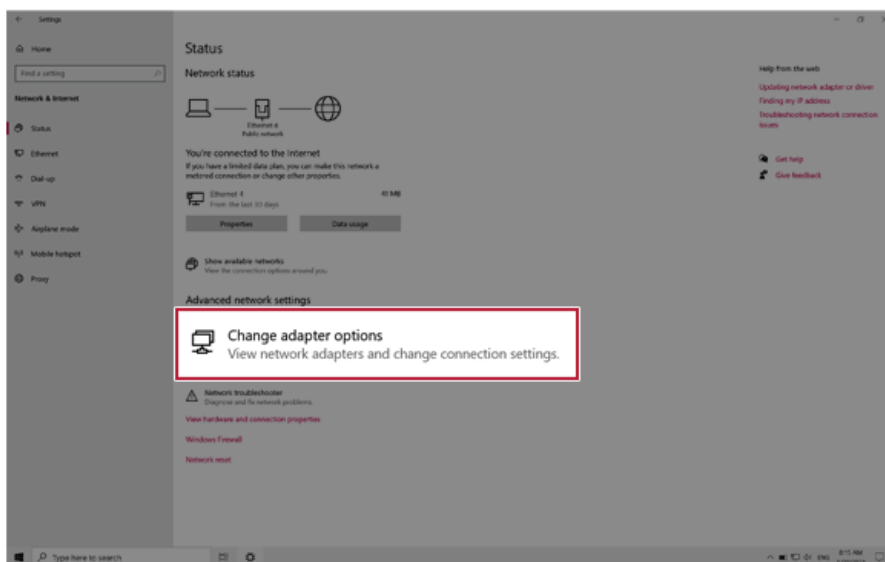 Settings
Home
Find a setting
Network & Internet
Status
Ethernet
Dial-up
VPN
Airplane mode
Mobile hotspot
Proxy
Status
Network status
Ethernet 4
Public network
You're connected to the Internet
If you have a limited data plan, you can make this network a
metered connection or change other properties.
Ethernet 4
From the last 30 days
Properties
Data usage
Show available networks
View the connection options around you.
Advanced network settings
Change adapter options
View network adapters and change connection settings.
Network troubleshooter
Diagnose and fix network problems.
View hardware and connection properties
Windows Firewall
Network reset
Help from the web
Updating network adapter or driver
Finding my IP address
Troubleshooting network connection
issues
Get help
Give feedback
Type here to search
ENG
8:15 AM